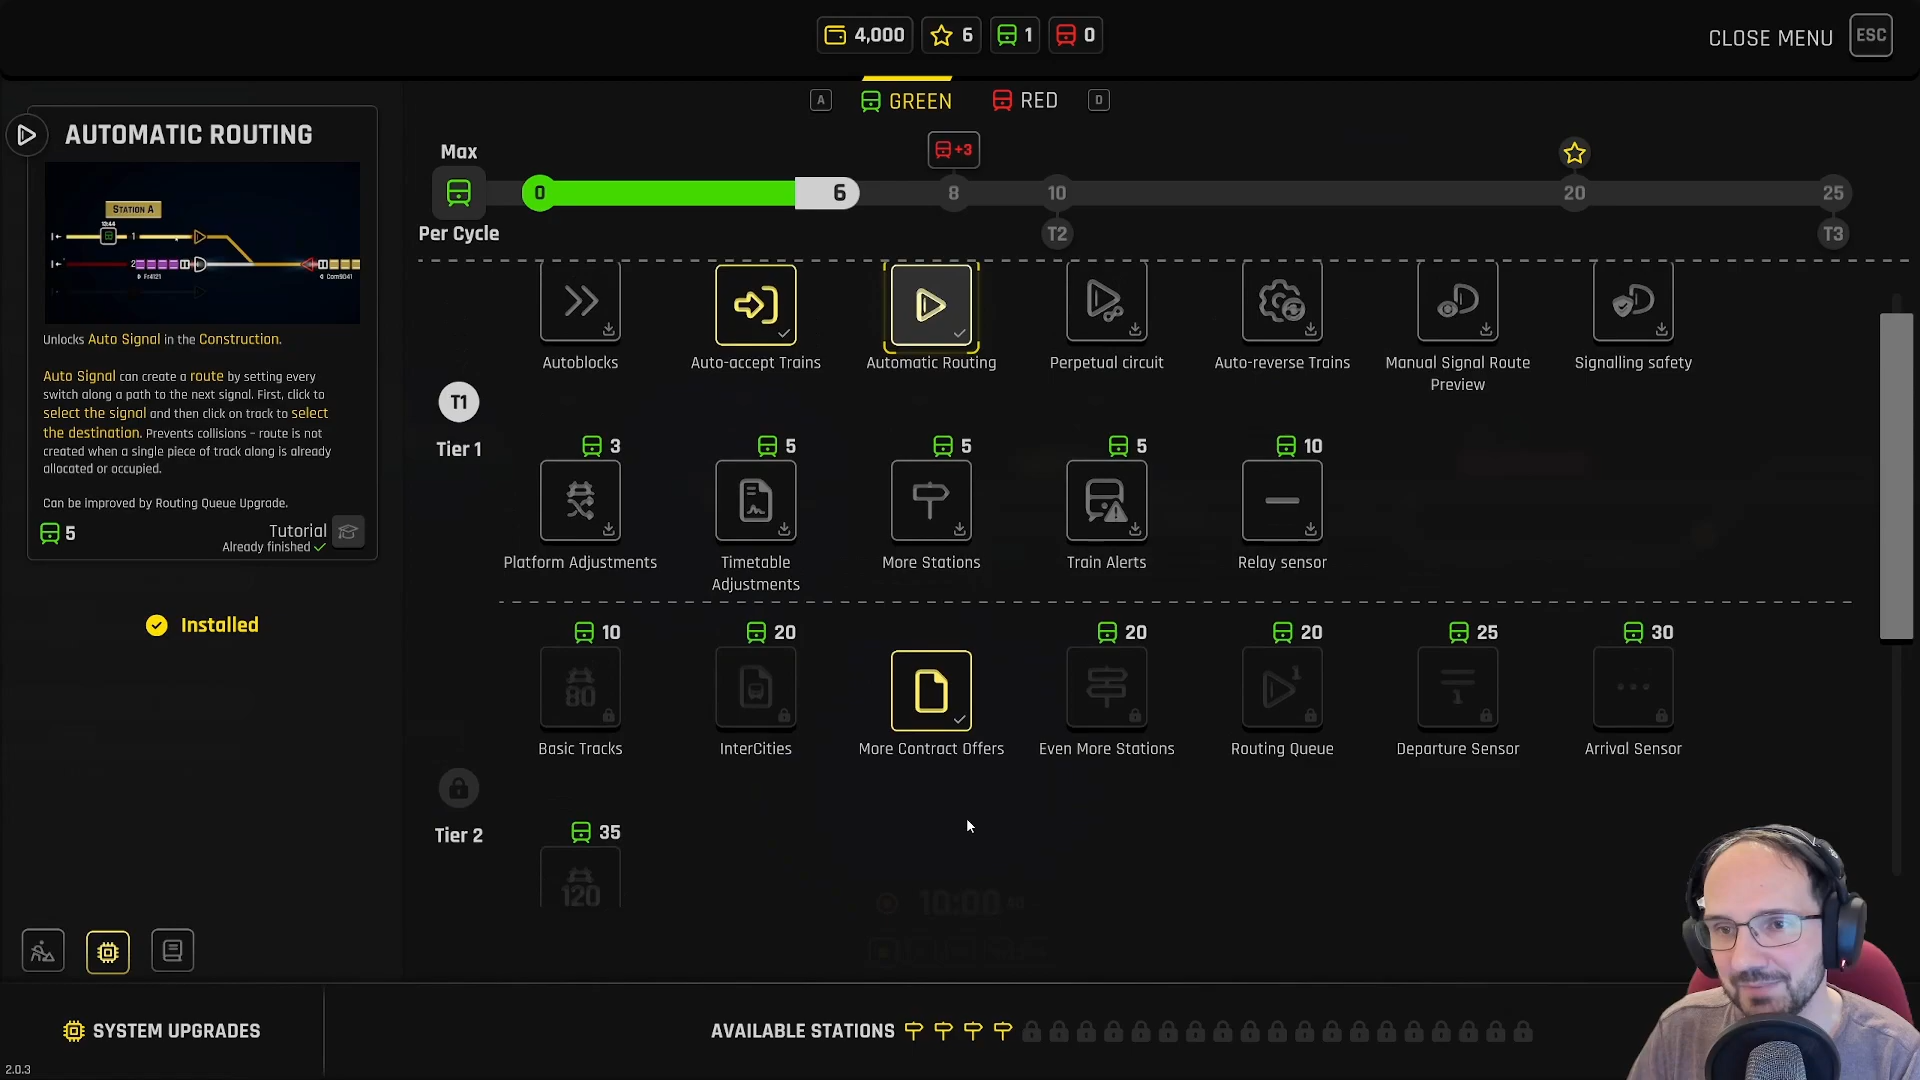 4,000
6
1
0
CLOSE MENU ESC
A
GREEN
RED
D
AUTOMATIC ROUTING
STATION A
1
2
Unlocks Auto Signal in the Construction.
Auto Signal can create a route by setting every
switch along a path to the next signal. First, click to
select the signal and then click on track to select
the destination. Prevents collisions - route is not
created when a single piece of track along is already
allocated or occupied.
Can be improved by Routing Queue Upgrade.
5
Tutorial
Already finished
Installed
Max
Per Cycle
+3
0
6
8
10
20
25
T2
T3
Autoblocks
Auto-accept Trains
Automatic Routing
Perpetual circuit
Auto-reverse Trains
Manual Signal Route
Preview
Signalling safety
T1
Tier 1
3
5
5
5
10
Platform Adjustments
Timetable
Adjustments
More Stations
Train Alerts
Relay sensor
10
20
20
20
25
30
80
1
1
Basic Tracks
InterCities
More Contract Offers
Even More Stations
Routing Queue
Departure Sensor
Arrival Sensor
Tier 2
35
120
10:00
SYSTEM UPGRADES
AVAILABLE STATIONS
2.0.3